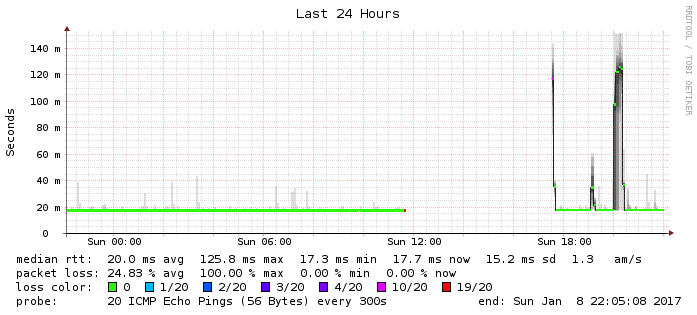 Last 24 Hours
RRDTOOL / TOBI OETIKER
Seconds
140 m
120 m
100 m
80 m
60 m
40 m
20 m
0
Sun 00:00 Sun 06:00 Sun 12:00 Sun 18:00
median rtt: 20.0 ms avg 125.8 ms max 17.3 ms min 17.7 ms now 15.2 ms sd 1.3 am/s
packet loss: 24.83 % avg 100.00 % max 0.00 % min 0.00 % now
loss color: 0 1/20 2/20 3/20 4/20 10/20 19/20
probe: 20 ICMP Echo Pings (56 Bytes) every 300s end: Sun Jan 8 22:05:08 2017